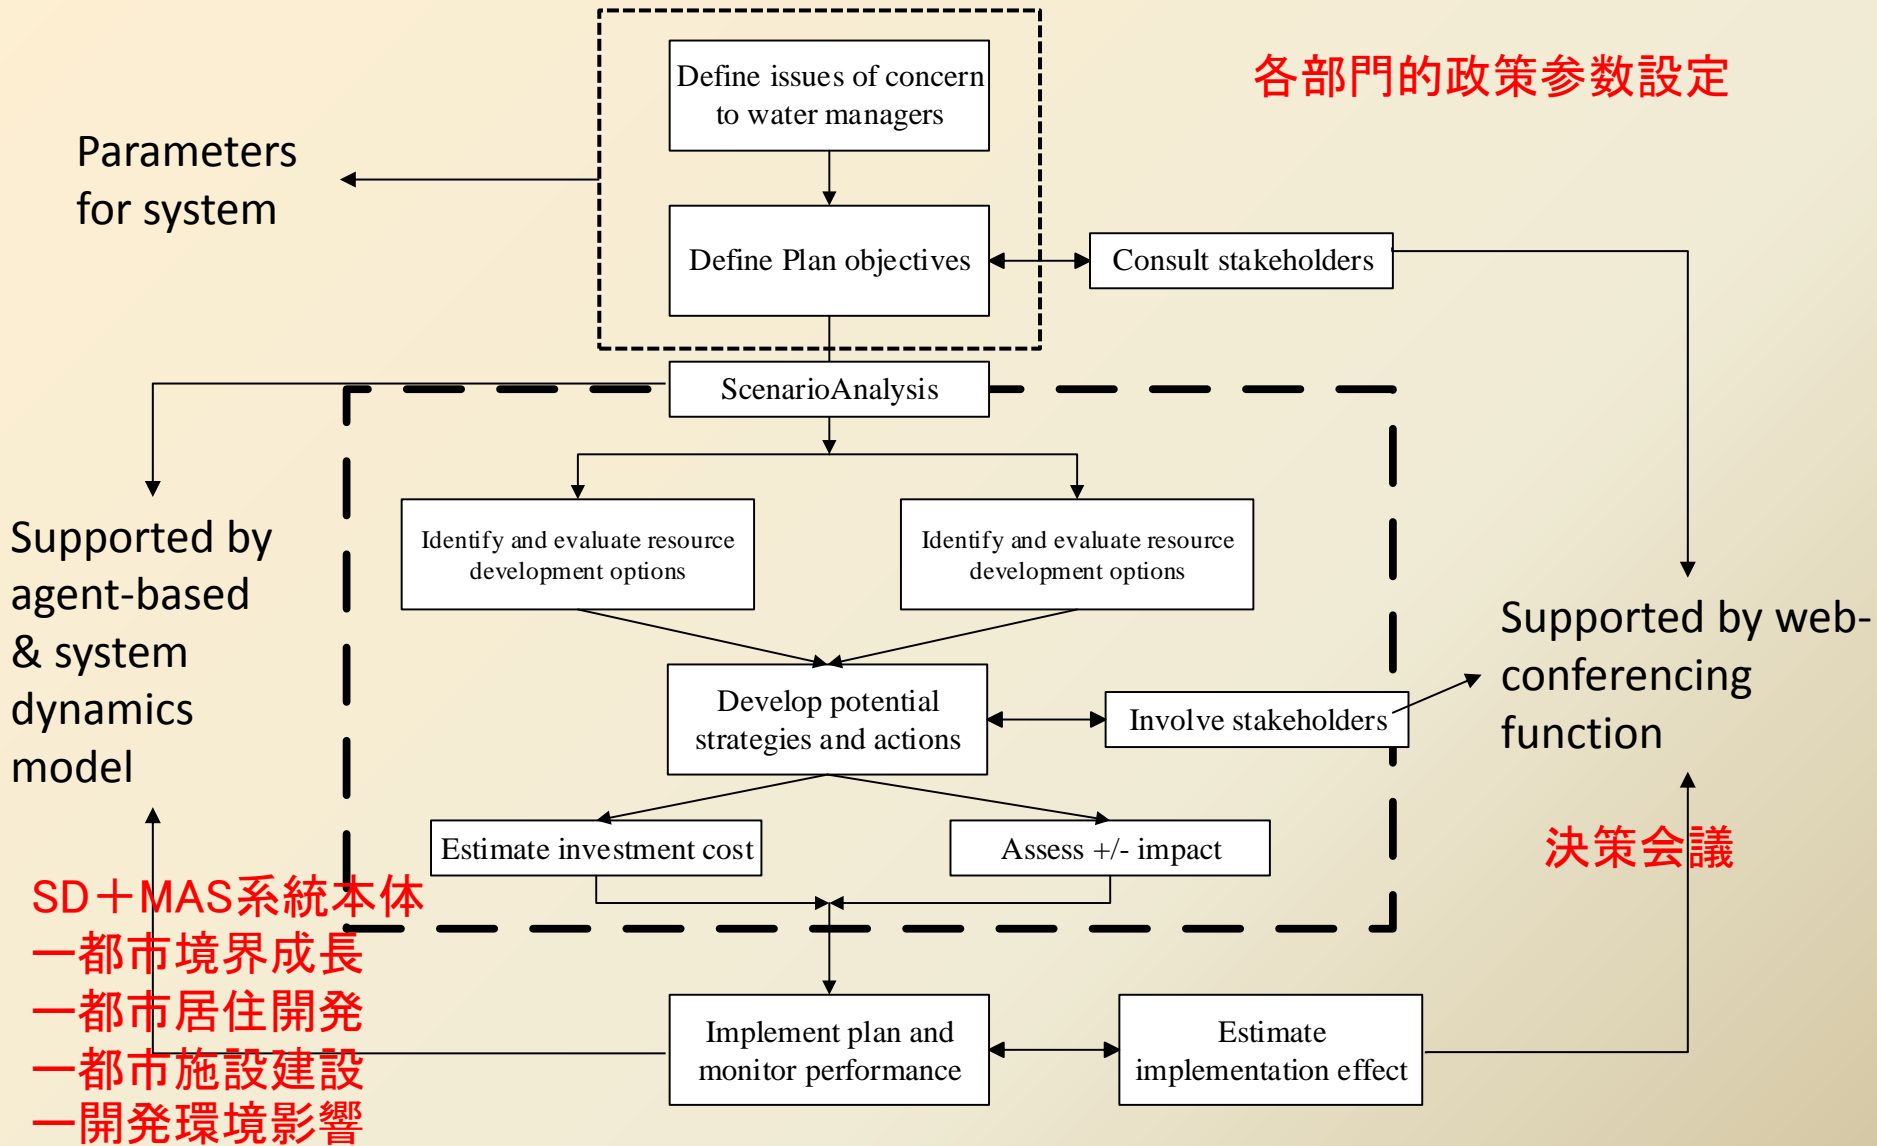 Define issues of concern
to water managers
各部門的政策参数設定
Parameters
for system
Define Plan objectives
Consult stakeholders
ScenarioAnalysis
Identify and evaluate resource
development options
Identify and evaluate resource
development options
Supported by
agent-based
& system
dynamics
model
Supported by web-
conferencing
function
Develop potential
strategies and actions
Involve stakeholders
Estimate investment cost
Assess +/- impact
決策会議
SD＋MAS系統本体
一都市境界成長
一都市居住開発
一都市施設建設
一開発環境影響
Implement plan and
monitor performance
Estimate
implementation effect